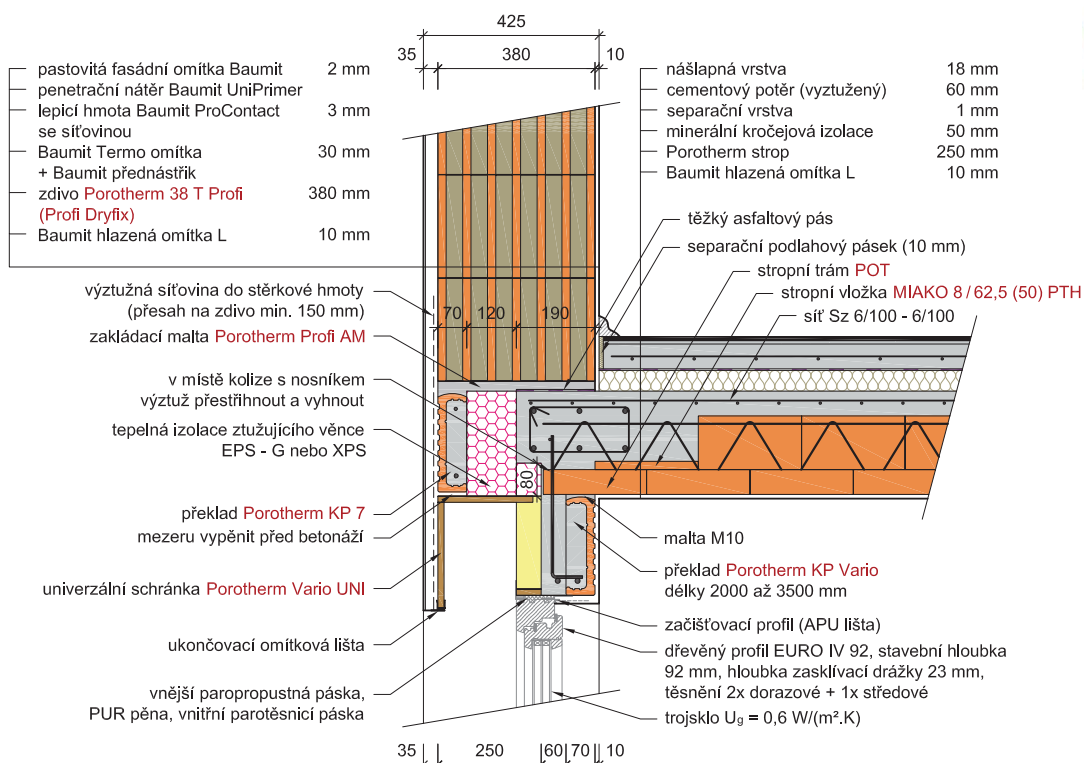 425
35 380 10
pastovitá fasádní omítka Baumit 2 mm
penetrační nátěr Baumit UniPrimer
lepicí hmota Baumit ProContact 3 mm
se síťovinou
Baumit Termo omítka 30 mm
+ Baumit přednástřik
zdivo Porotherm 38 T Profi 380 mm
(Profi Dryfix)
Baumit hlazená omítka L 10 mm
nášlapná vrstva 18 mm
cementový potěr (vyztužený) 60 mm
separační vrstva 1 mm
minerální kročejová izolace 50 mm
Porotherm strop 250 mm
Baumit hlazená omítka L 10 mm
těžký asfaltový pás
separační podlahový pásek (10 mm)
stropní trám POT
stropní vložka MIAKO 8 / 62,5 (50) PTH
síť Sz 6/100 - 6/100
výztužná síťovina do stěrkové hmoty
(přesah na zdivo min. 150 mm)
70 120 190
zakládací malta Porotherm Profi AM
v místě kolize s nosníkem
výztuž přestřihnout a vyhnout
tepelná izolace ztužujícího věnce
EPS - G nebo XPS
80
překlad Porotherm KP 7
mezeru vypěnit před betonáží
univerzální schránka Porotherm Vario UNI
ukončovací omítková lišta
vnější paropropustná páska,
PUR pěna, vnitřní parotěsnicí páska
malta M10
překlad Porotherm KP Vario
délky 2000 až 3500 mm
začišťovací profil (APU lišta)
dřevěný profil EURO IV 92, stavební hloubka
92 mm, hloubka zasklívací drážky 23 mm,
těsnění 2x dorazové + 1x středové
trojsklo Ug = 0,6 W/(m².K)
35 250 60 70 10